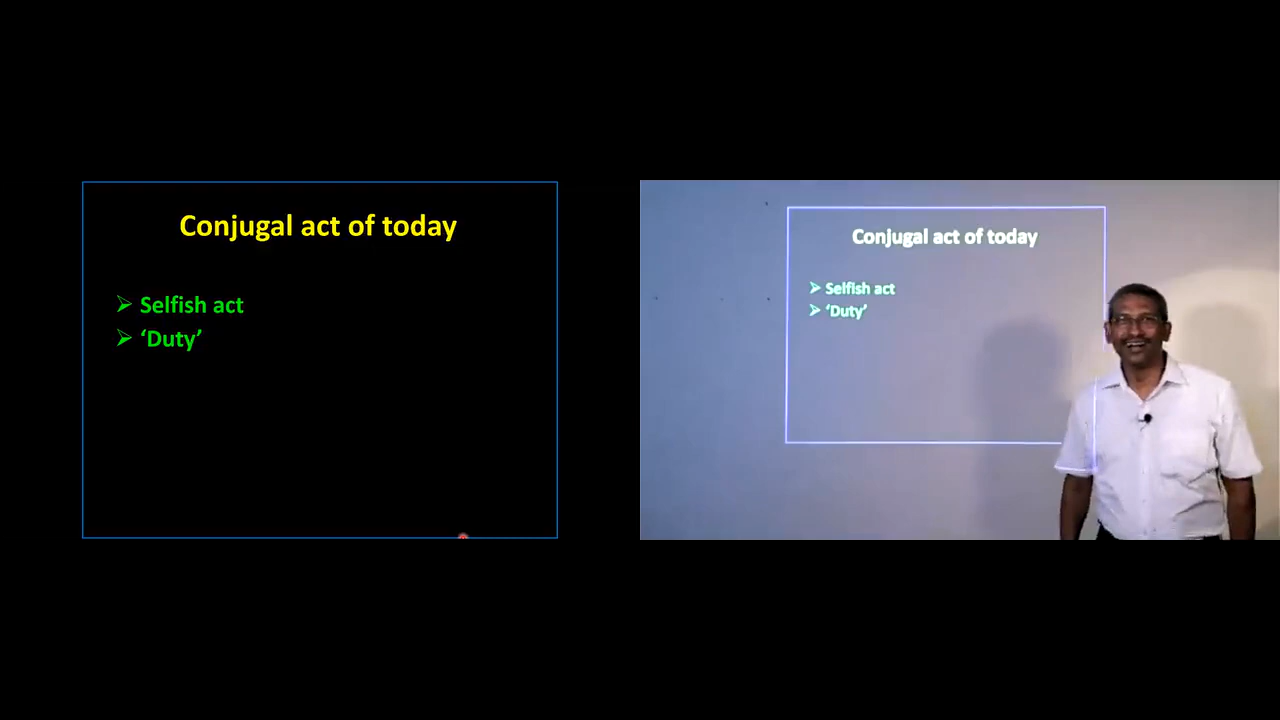 Conjugal act of today
➢ Selfish act
➢ ‘Duty’
Conjugal act of today
➢ Selfish act
➢ ‘Duty’